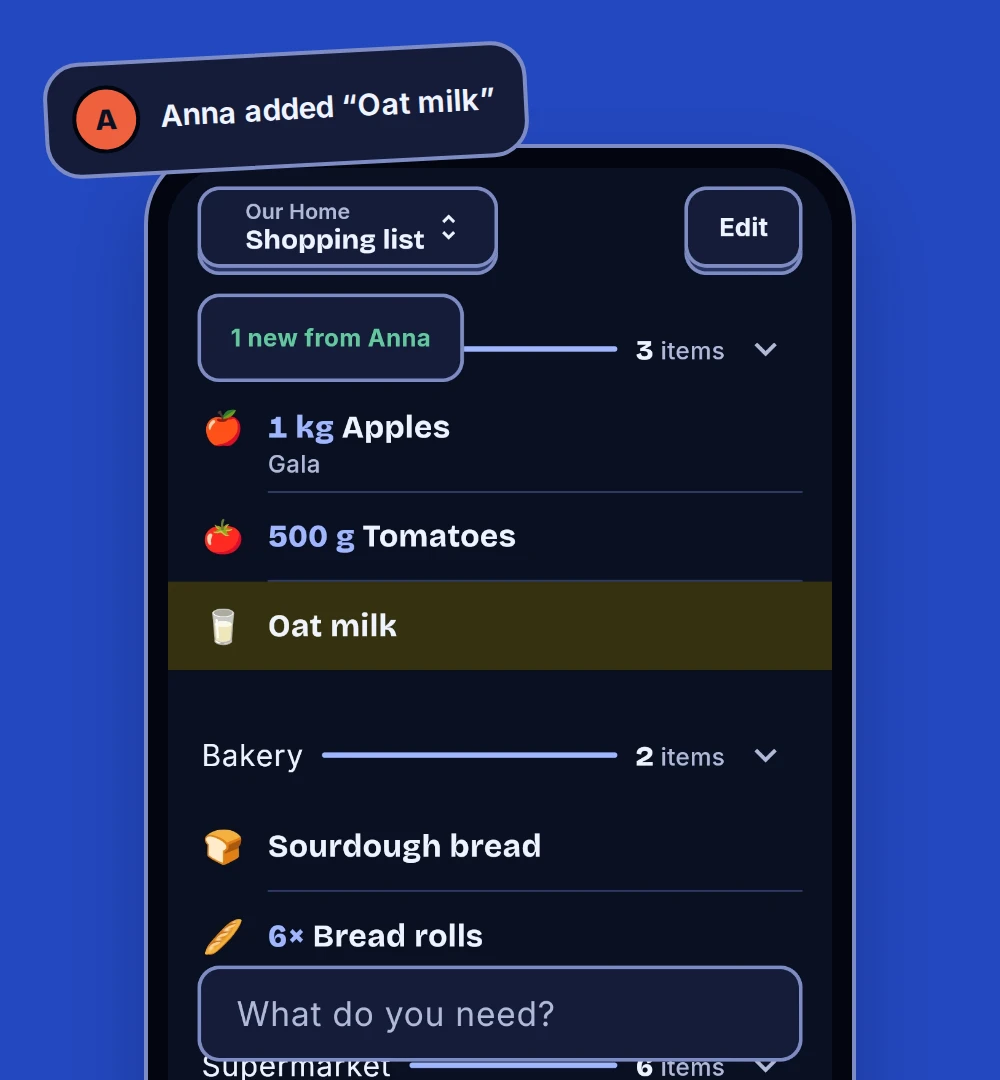 A
Anna added “Oat milk”
Our Home
Shopping list
Edit
1 new from Anna
3 items
1 kg Apples
Gala
500 g Tomatoes
Oat milk
Bakery
2 items
Sourdough bread
6× Bread rolls
What do you need?
Supermarket
6 items